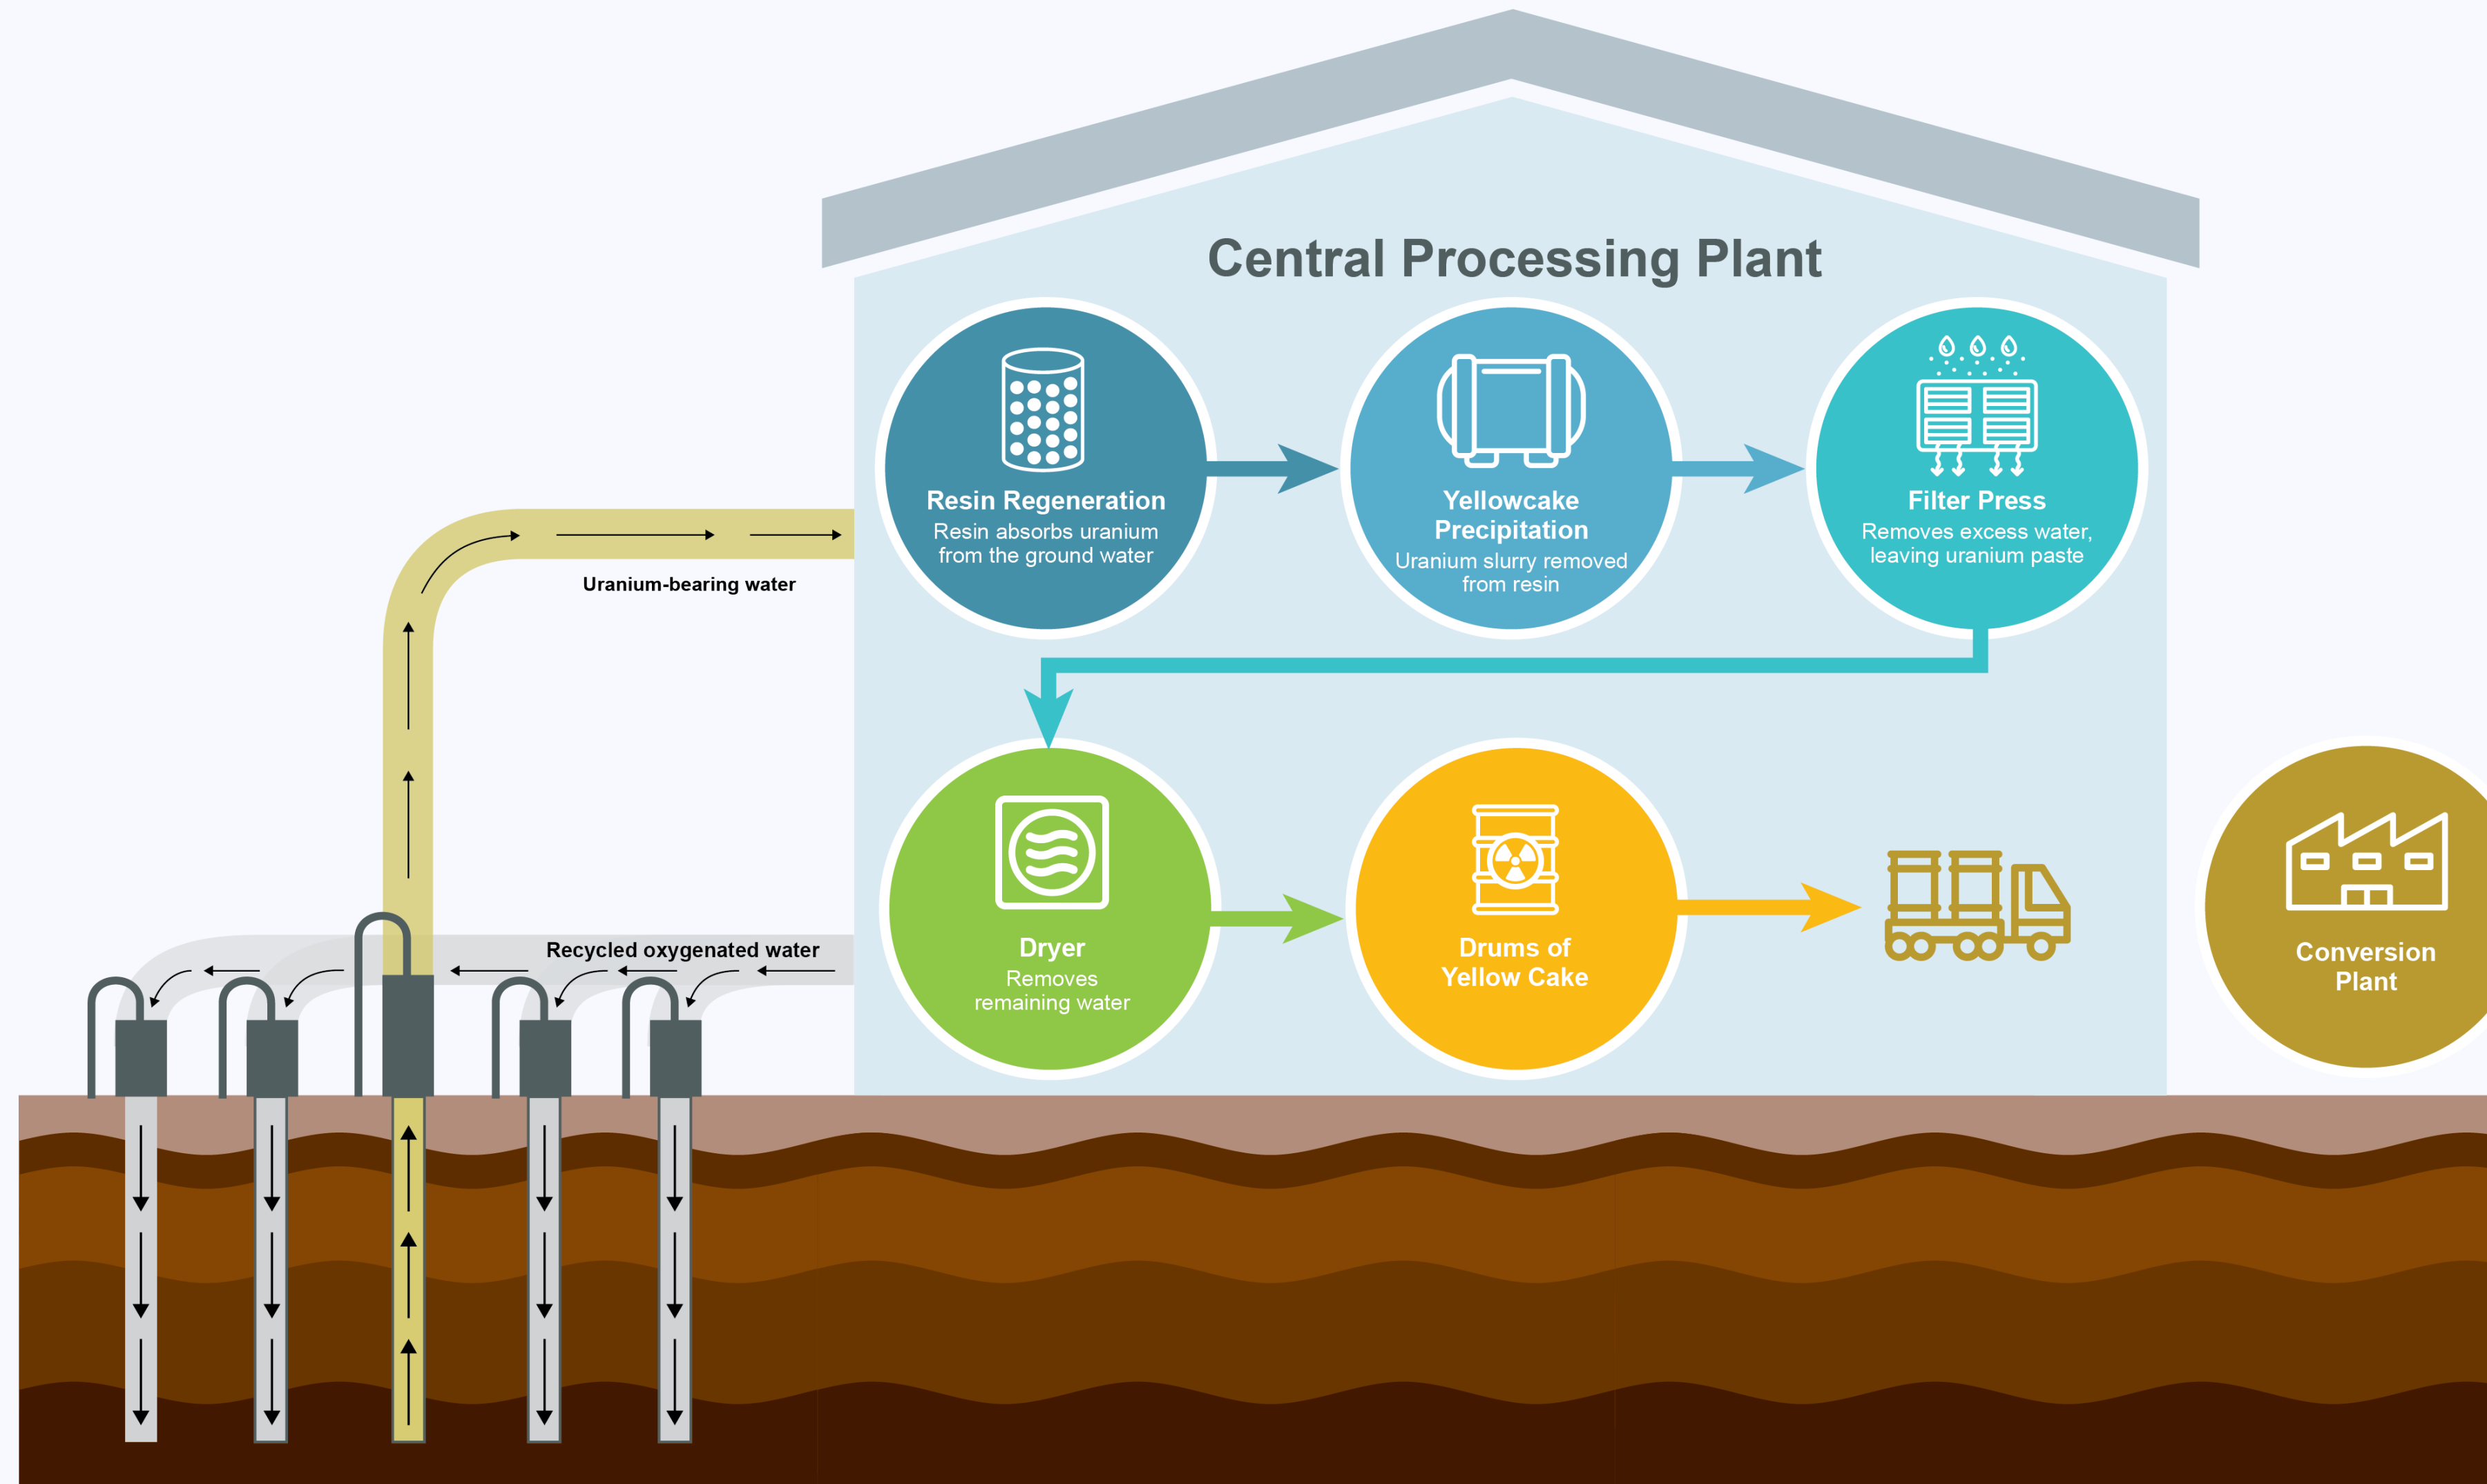 Central Processing Plant
Resin Regeneration
Resin absorbs uranium
from the ground water
Yellowcake
Precipitation
Uranium slurry removed
from resin
Filter Press
Removes excess water,
leaving uranium paste
Uranium-bearing water
Recycled oxygenated water
Dryer
Removes
remaining water
Drums of
Yellow Cake
Conversion
Plant